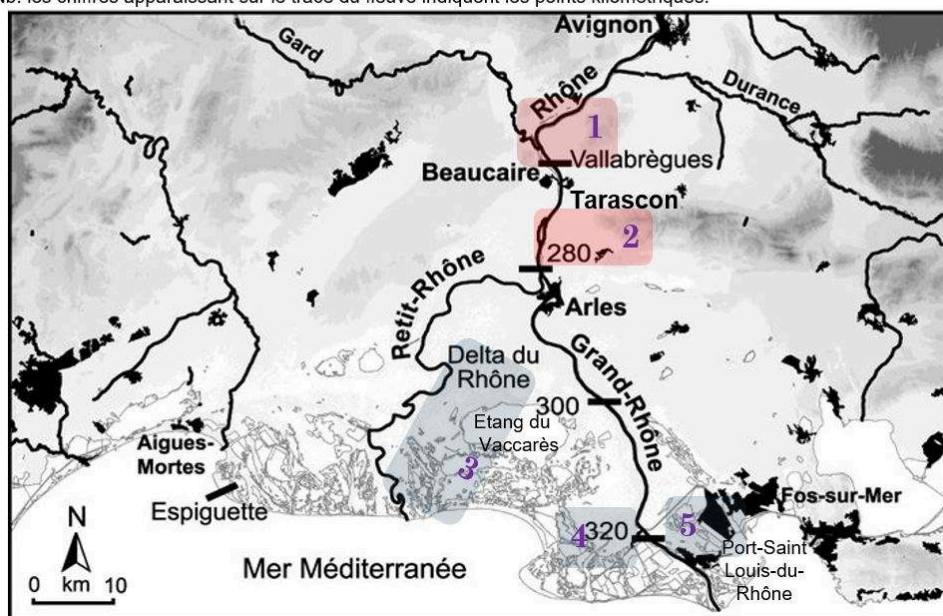 Nb: les chiffres apparaissant sur le tracé du fleuve indiquent les points kilométriques.
Avignon
Gard
Rhône
Durance
1
Vallabrègues
Beaucaire
Tarascon
2
280
Retit-Rhône
Arles
Grand-Rhône
Delta du
Rhône
300
Etang du
Vaccarès
3
Aigues-
Mortes
Espiguette
Fos-sur-Mer
4
320
5
Port-Saint
Louis-du-
Rhône
N
0 km 10
Mer Méditerranée